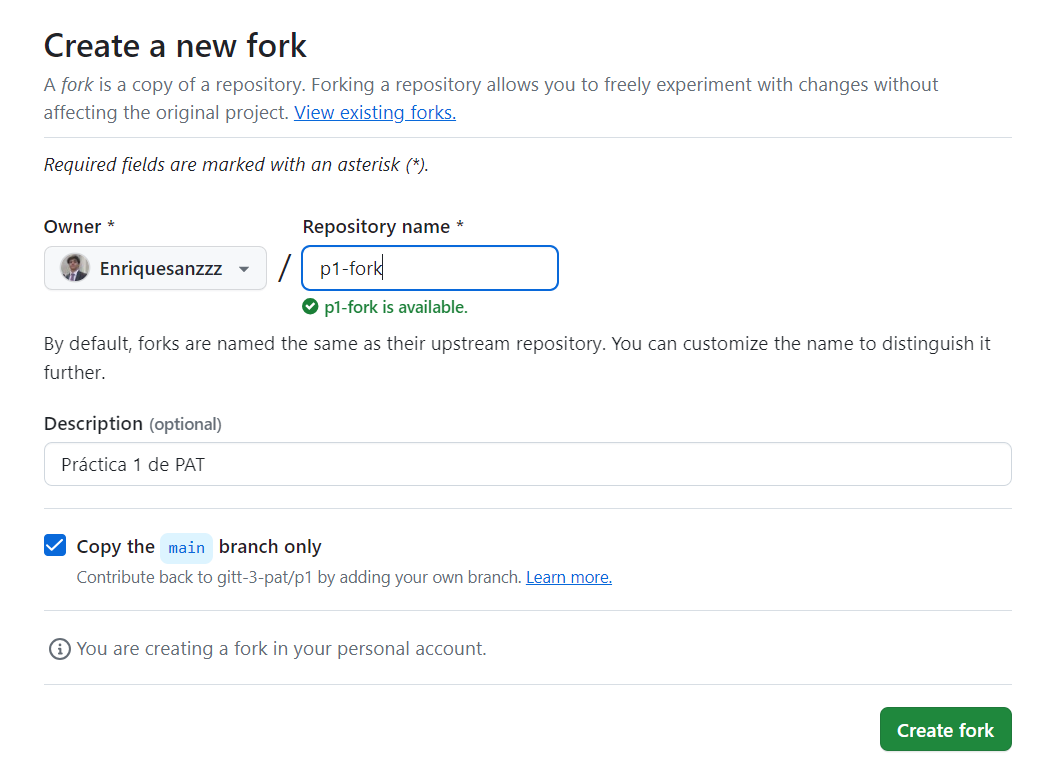 Create a new fork
A fork is a copy of a repository. Forking a repository allows you to freely experiment with changes without
affecting the original project. View existing forks.
Required fields are marked with an asterisk (*).
Owner *
Repository name *
Enriquesanzzz
/
p1-fork
p1-fork is available.
By default, forks are named the same as their upstream repository. You can customize the name to distinguish it
further.
Description (optional)
Práctica 1 de PAT
Copy the main branch only
Contribute back to gitt-3-pat/p1 by adding your own branch. Learn more.
You are creating a fork in your personal account.
Create fork